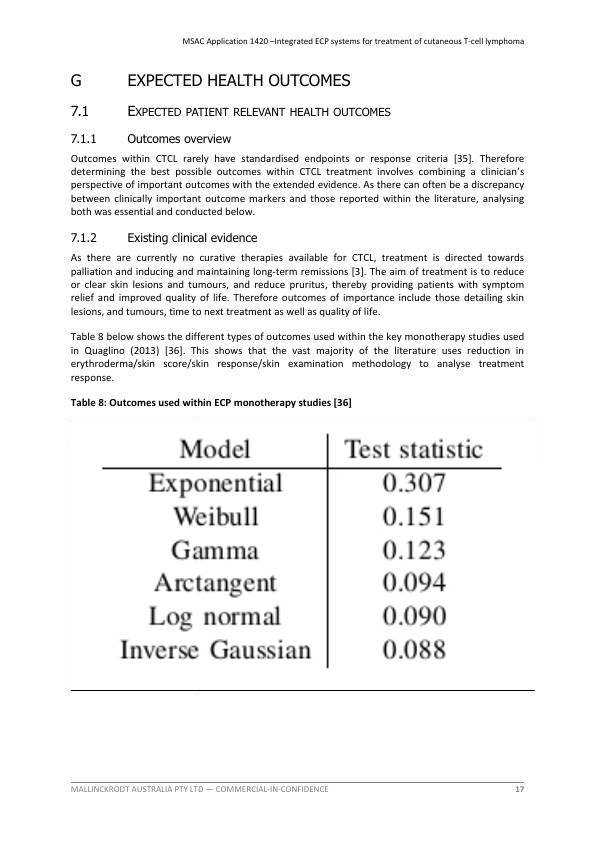 MSAC Application 1420 –Integrated ECP systems for treatment of cutaneous T-cell lymphoma
G EXPECTED HEALTH OUTCOMES
7.1 EXPECTED PATIENT RELEVANT HEALTH OUTCOMES
7.1.1 Outcomes overview
Outcomes within CTCL rarely have standardised endpoints or response criteria [35]. Therefore
determining the best possible outcomes within CTCL treatment involves combining a clinician's
perspective of important outcomes with the extended evidence. As there can often be a discrepancy
between clinically important outcome markers and those reported within the literature, analysing
both was essential and conducted below.
7.1.2 Existing clinical evidence
As there are currently no curative therapies available for CTCL, treatment is directed towards
palliation and inducing and maintaining long-term remissions [3]. The aim of treatment is to reduce
or clear skin lesions and tumours, and reduce pruritus, thereby providing patients with symptom
relief and improved quality of life. Therefore outcomes of importance include those detailing skin
lesions, and tumours, time to next treatment as well as quality of life.
Table 8 below shows the different types of outcomes used within the key monotherapy studies used
in Quaglino (2013) [36]. This shows that the vast majority of the literature uses reduction in
erythroderma/skin score/skin response/skin examination methodology to analyse treatment
response.
Table 8: Outcomes used within ECP monotherapy studies [36]
Model Test statistic
Exponential 0.307
Weibull 0.151
Gamma 0.123
Arctangent 0.094
Log normal 0.090
Inverse Gaussian 0.088
MALLINCKRODT AUSTRALIA PTY LTD — COMMERCIAL-IN-CONFIDENCE 17